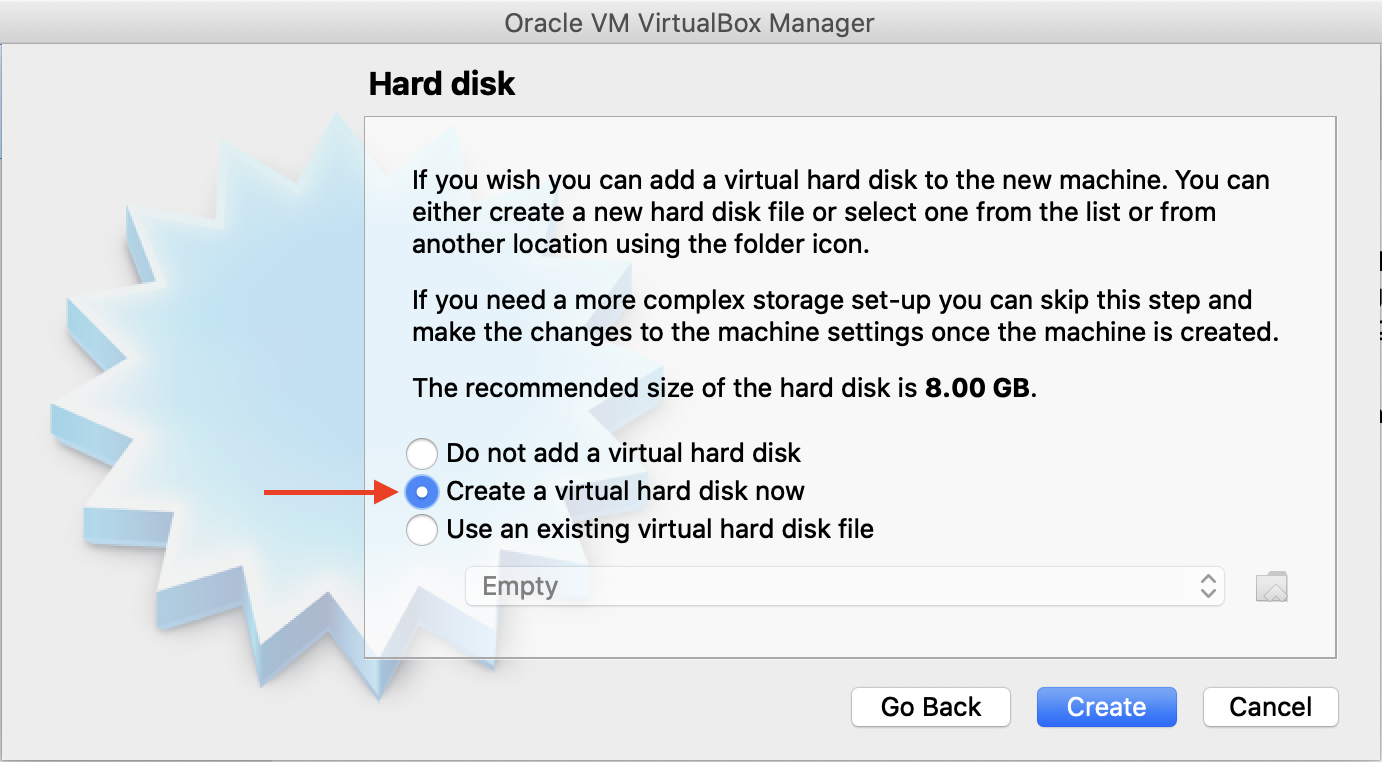 Oracle VM VirtualBox Manager
Hard disk
If you wish you can add a virtual hard disk to the new machine. You can
either create a new hard disk file or select one from the list or from
another location using the folder icon.
If you need a more complex storage set-up you can skip this step and
make the changes to the machine settings once the machine is created.
The recommended size of the hard disk is 8.00 GB.
Do not add a virtual hard disk
Create a virtual hard disk now
Use an existing virtual hard disk file
Empty
Go Back
Create
Cancel